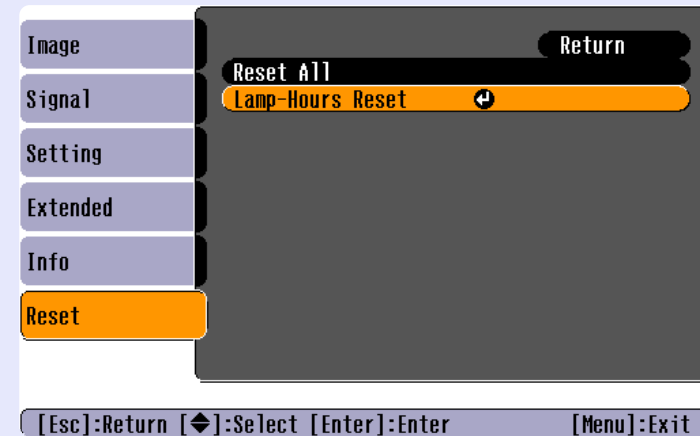 Image
Signal
Setting
Extended
Info
Reset
Return
Reset All
Lamp-Hours Reset
[Esc]:Return [◆]:Select [Enter]:Enter [Menu]:Exit